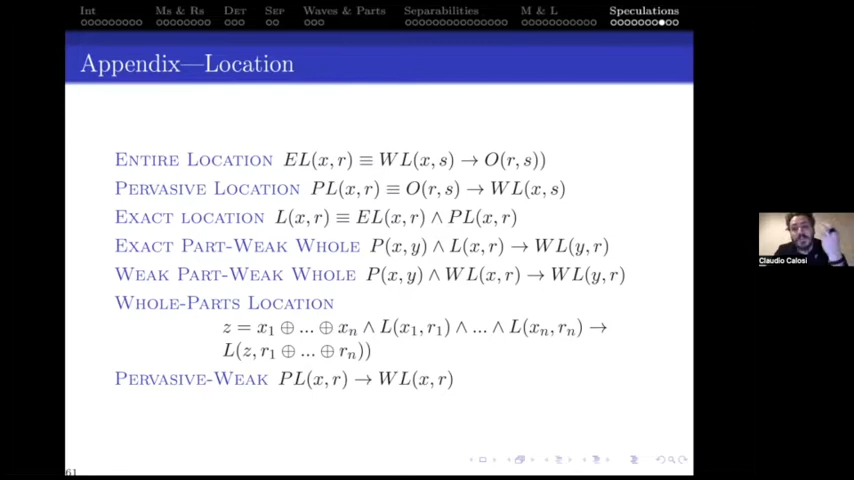 Int Ms & Rs Det Sep Waves & Parts Separabilities M & L Speculations
Appendix—Location
Entire Location EL(x, r) ≡ WL(x, s) → O(r, s))
Pervasive Location PL(x, r) ≡ O(r, s) → WL(x, s)
Exact location L(x, r) ≡ EL(x, r) ∧ PL(x, r)
Exact Part-Weak Whole P(x, y) ∧ L(x, r) → WL(y, r)
Weak Part-Weak Whole P(x, y) ∧ WL(x, r) → WL(y, r)
Whole-Parts Location
z = x₁ ⊕ ... ⊕ xₙ ∧ L(x₁, r₁) ∧ ... ∧ L(xₙ, rₙ) →
L(z, r₁ ⊕ ... ⊕ rₙ))
Pervasive-Weak PL(x, r) → WL(x, r)
Claudio Calosi
61